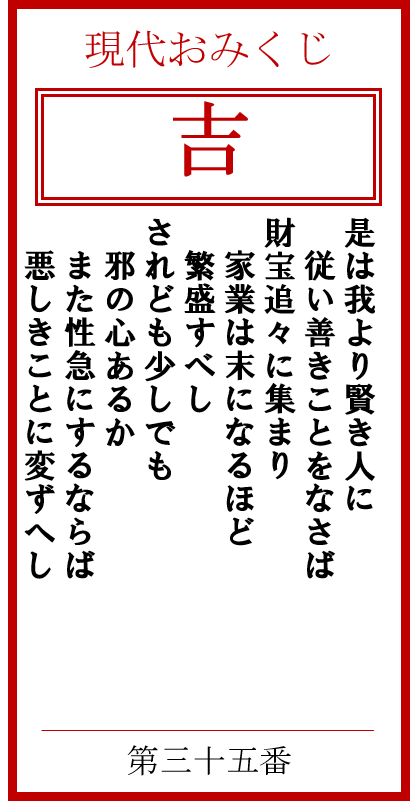 現代おみくじ
吉
是は我より賢き人に
従い善きことをなさば
財宝追々に集まり
家業は末になるほど
繁盛すべし
されども少しでも
邪の心あるか
また性急にするならば
悪しきことに変ずへし
第三十五番